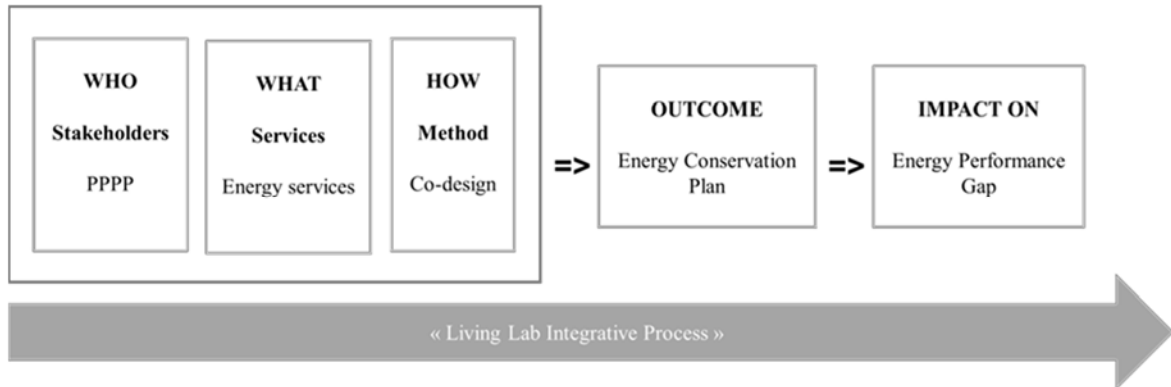 WHO
Stakeholders
PPPP
WHAT
Services
Energy services
HOW
Method
Co-design
=>
OUTCOME
Energy Conservation
Plan
=>
IMPACT ON
Energy Performance
Gap
« Living Lab Integrative Process »